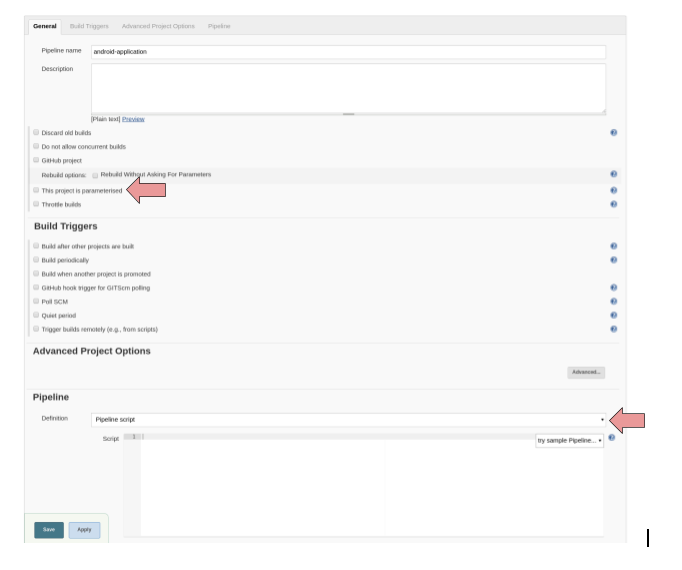 General Build Triggers Advanced Project Options Pipeline
Pipeline name android-application
Description
[Plain text] Preview
Discard old builds
Do not allow concurrent builds
GitHub project
Rebuild options: Rebuild Without Asking For Parameters
This project is parameterised
Throttle builds
Build Triggers
Build after other projects are built
Build periodically
Build when another project is promoted
GitHub hook trigger for GITScm polling
Poll SCM
Quiet period
Trigger builds remotely (e.g., from scripts)
Advanced Project Options
Advanced...
Pipeline
Definition Pipeline script
Script 1 try sample Pipeline...
Save Apply